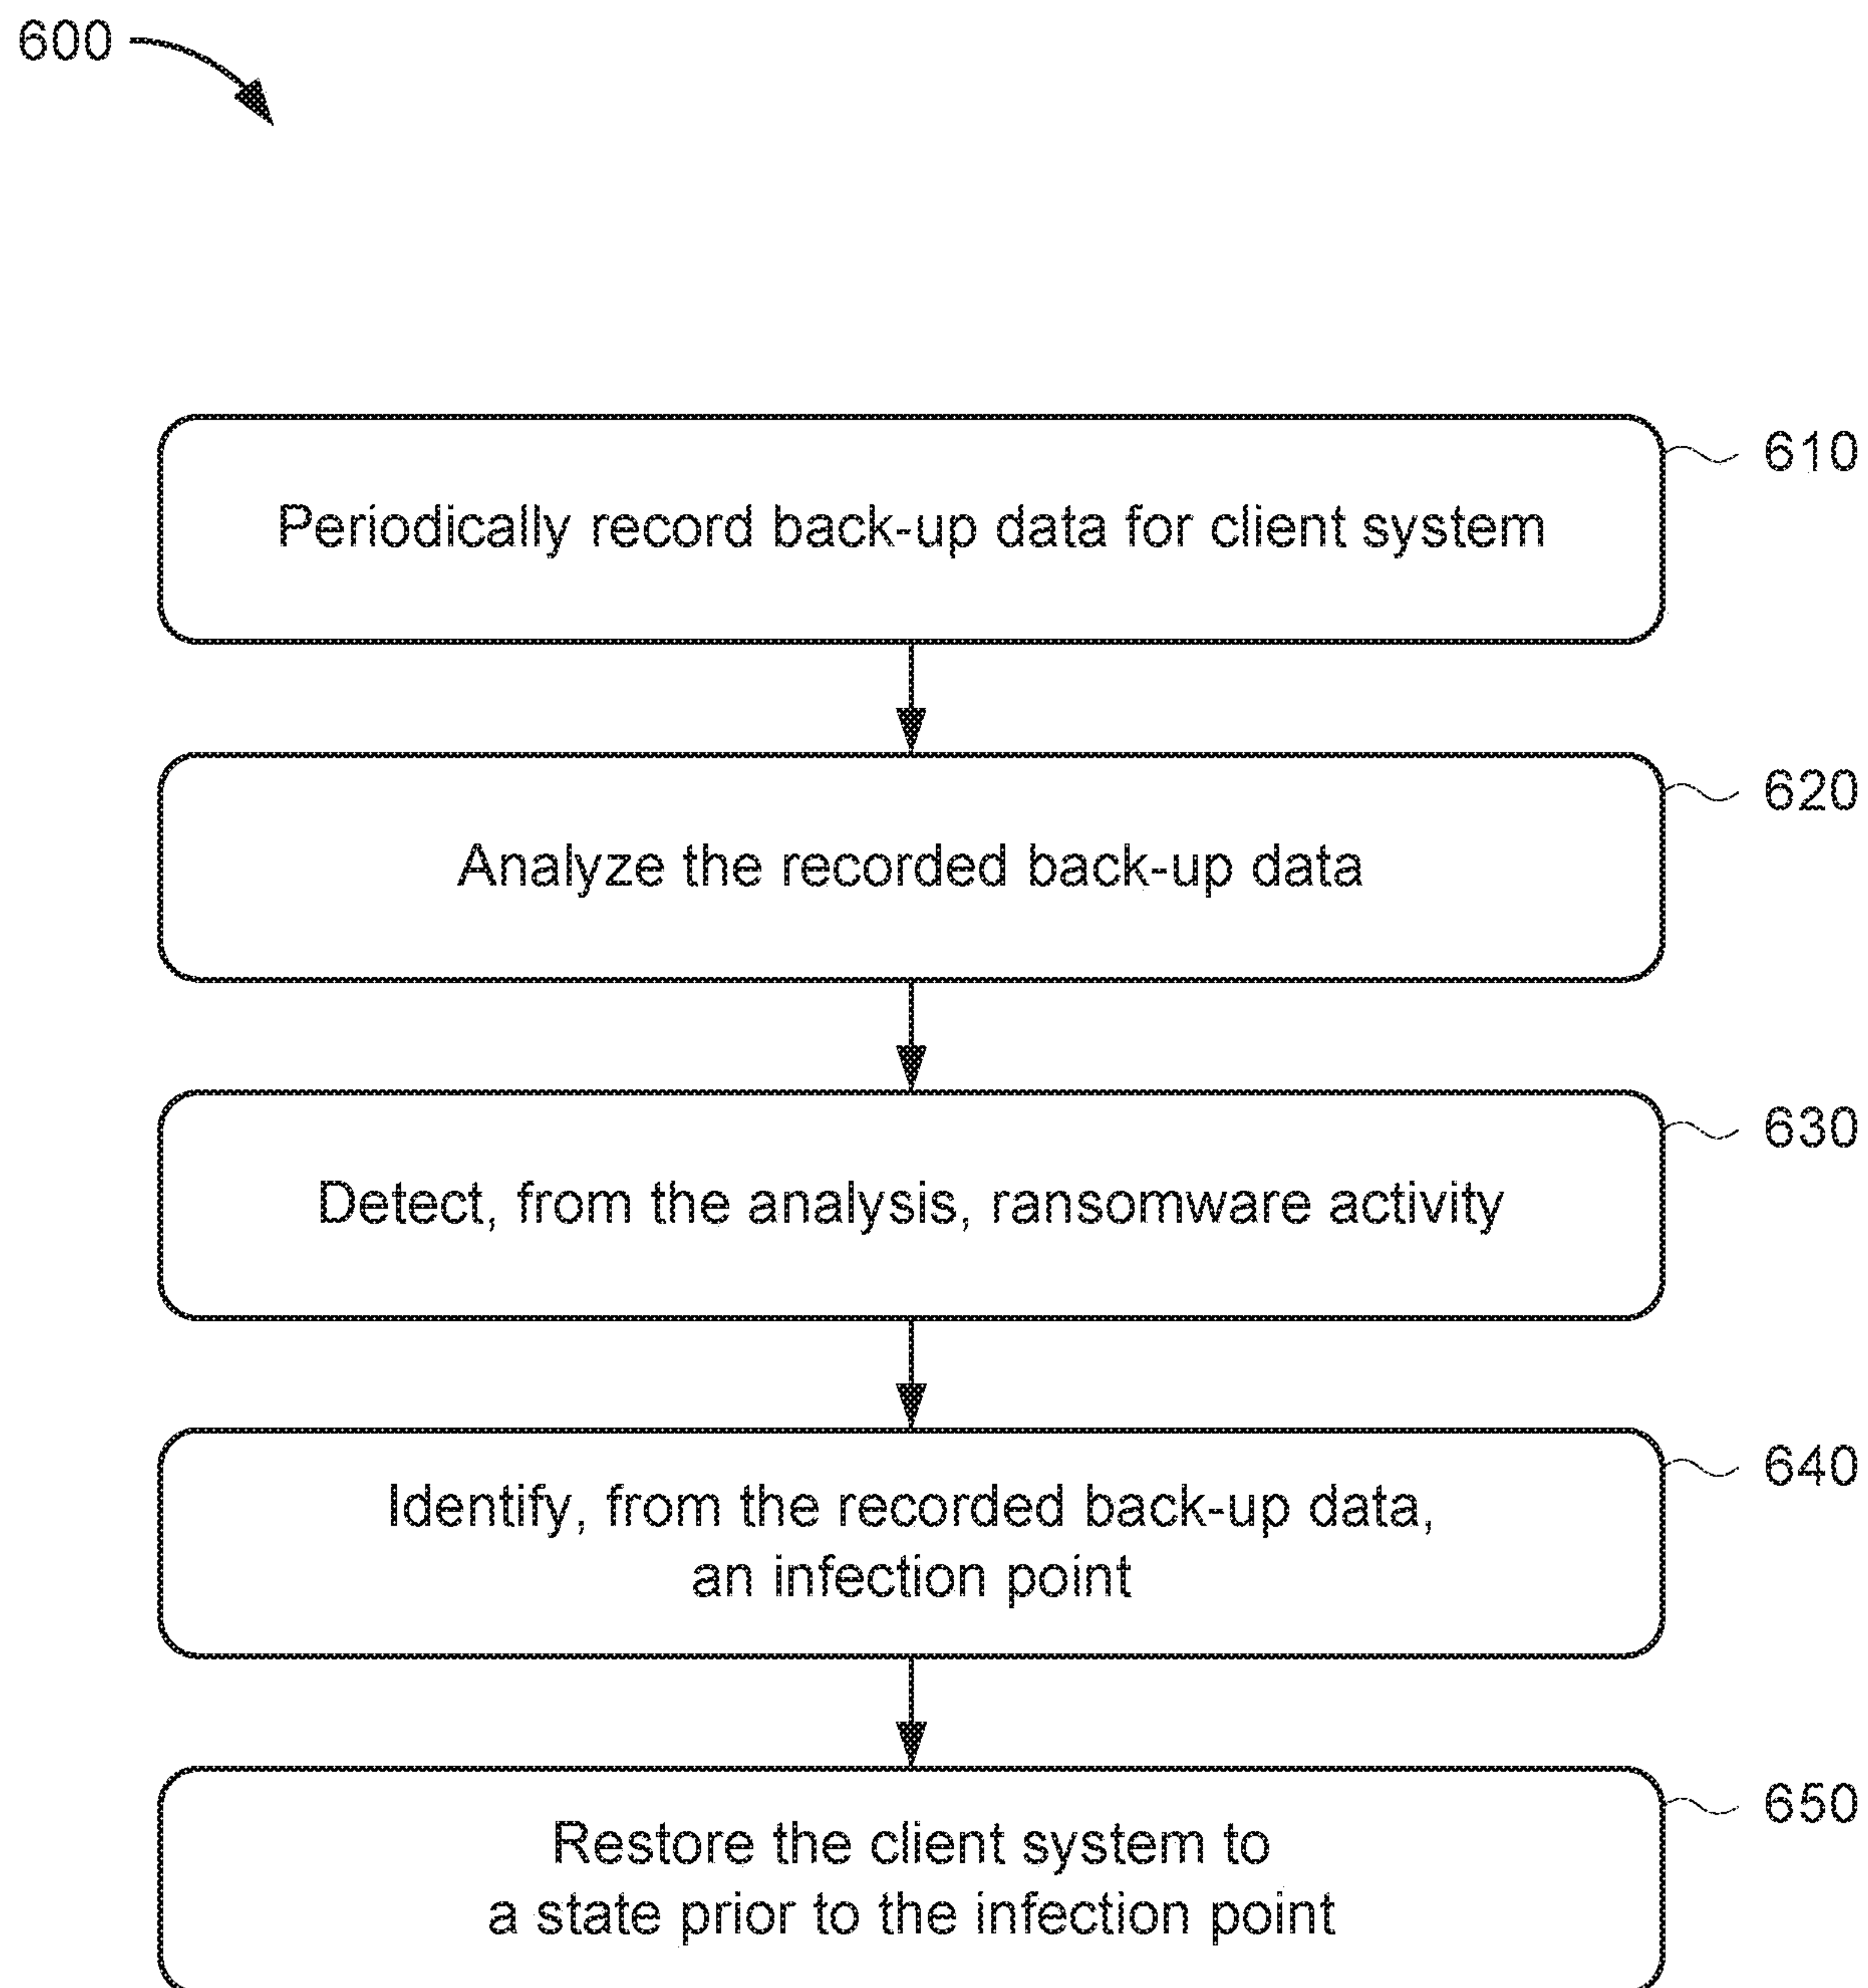 600
Periodically record back-up data for client system
610
Analyze the recorded back-up data
620
Detect, from the analysis, ransomware activity
630
Identify, from the recorded back-up data,
an infection point
640
Restore the client system to
a state prior to the infection point
650